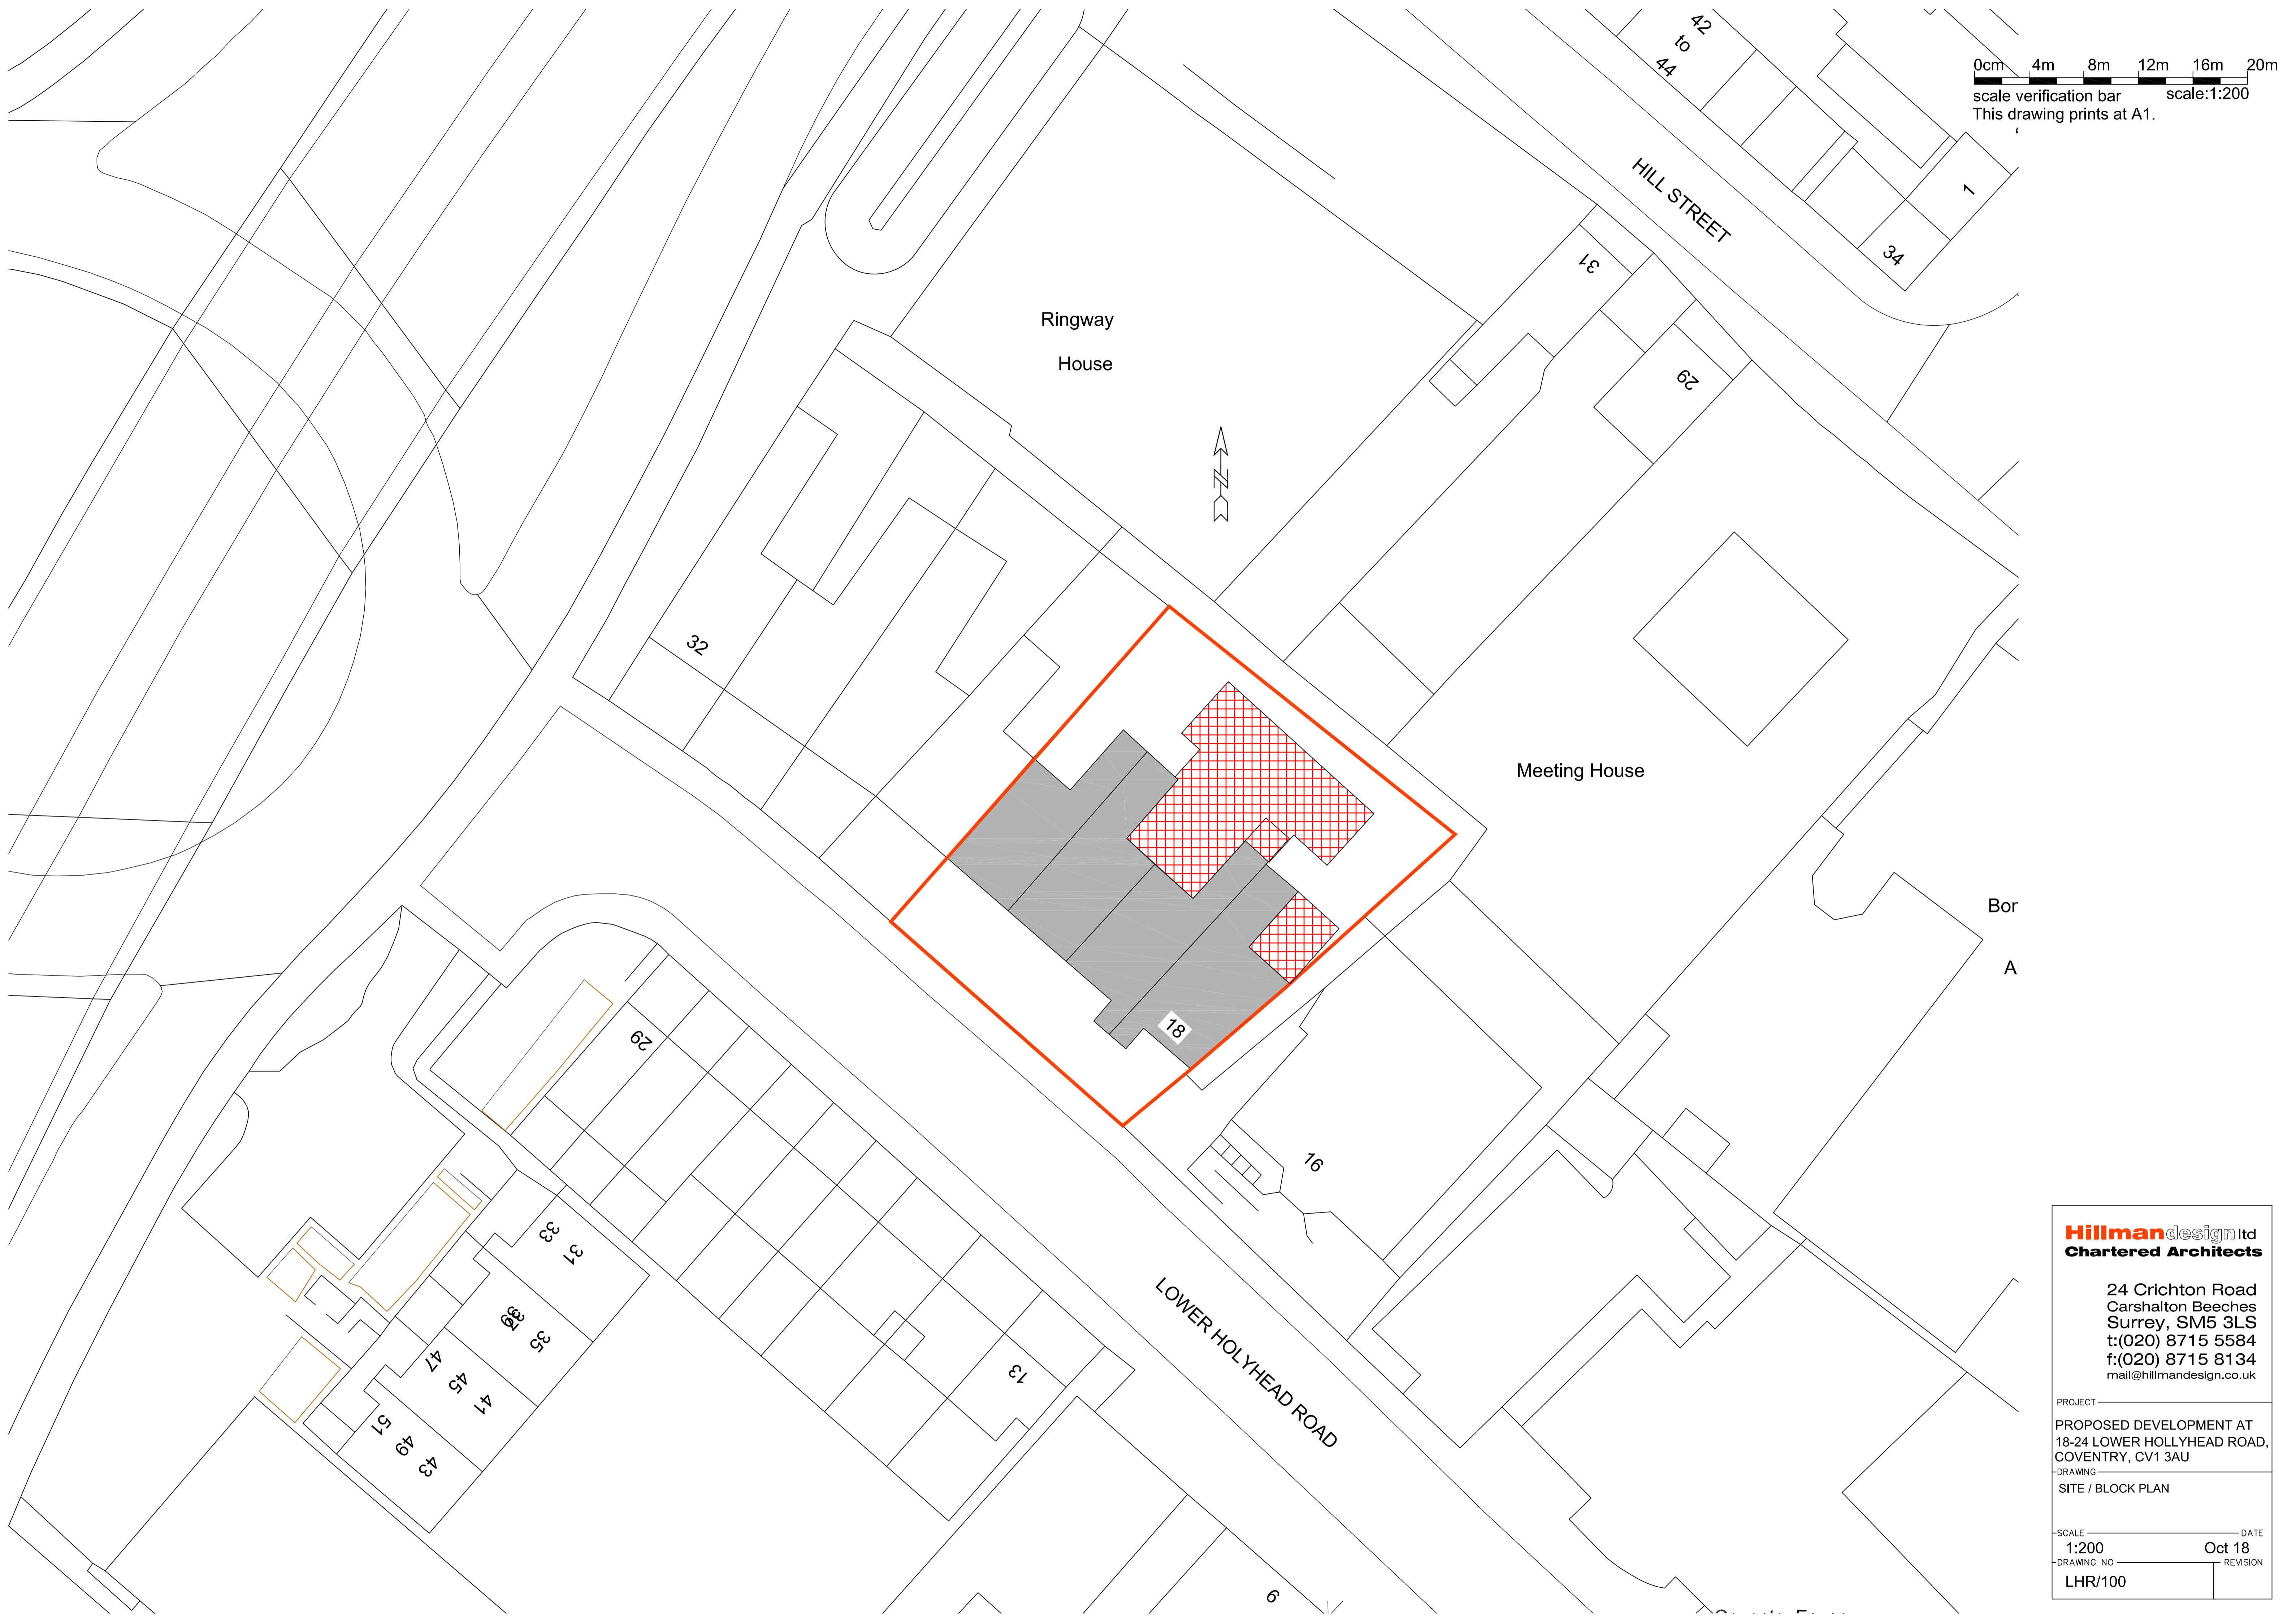 42
to
44
0cm 4m 8m 12m 16m 20m
scale verification bar scale:1:200
This drawing prints at A1.
HILL STREET
1
34
31
29
Ringway
House
N
32
Meeting House
Bor
18
16
29
33
31
39
37
35
47
45
41
51
49
43
13
LOWER HOLYHEAD ROAD
9
Hillmandesign ltd
Chartered Architects
24 Crichton Road
Carshalton Beeches
Surrey, SM5 3LS
t:(020) 8715 5584
f:(020) 8715 8134
mail@hillmandesign.co.uk
PROJECT
PROPOSED DEVELOPMENT AT
18-24 LOWER HOLLYHEAD ROAD,
COVENTRY, CV1 3AU
DRAWING
SITE / BLOCK PLAN
SCALE DATE
1:200 Oct 18
DRAWING NO REVISION
LHR/100